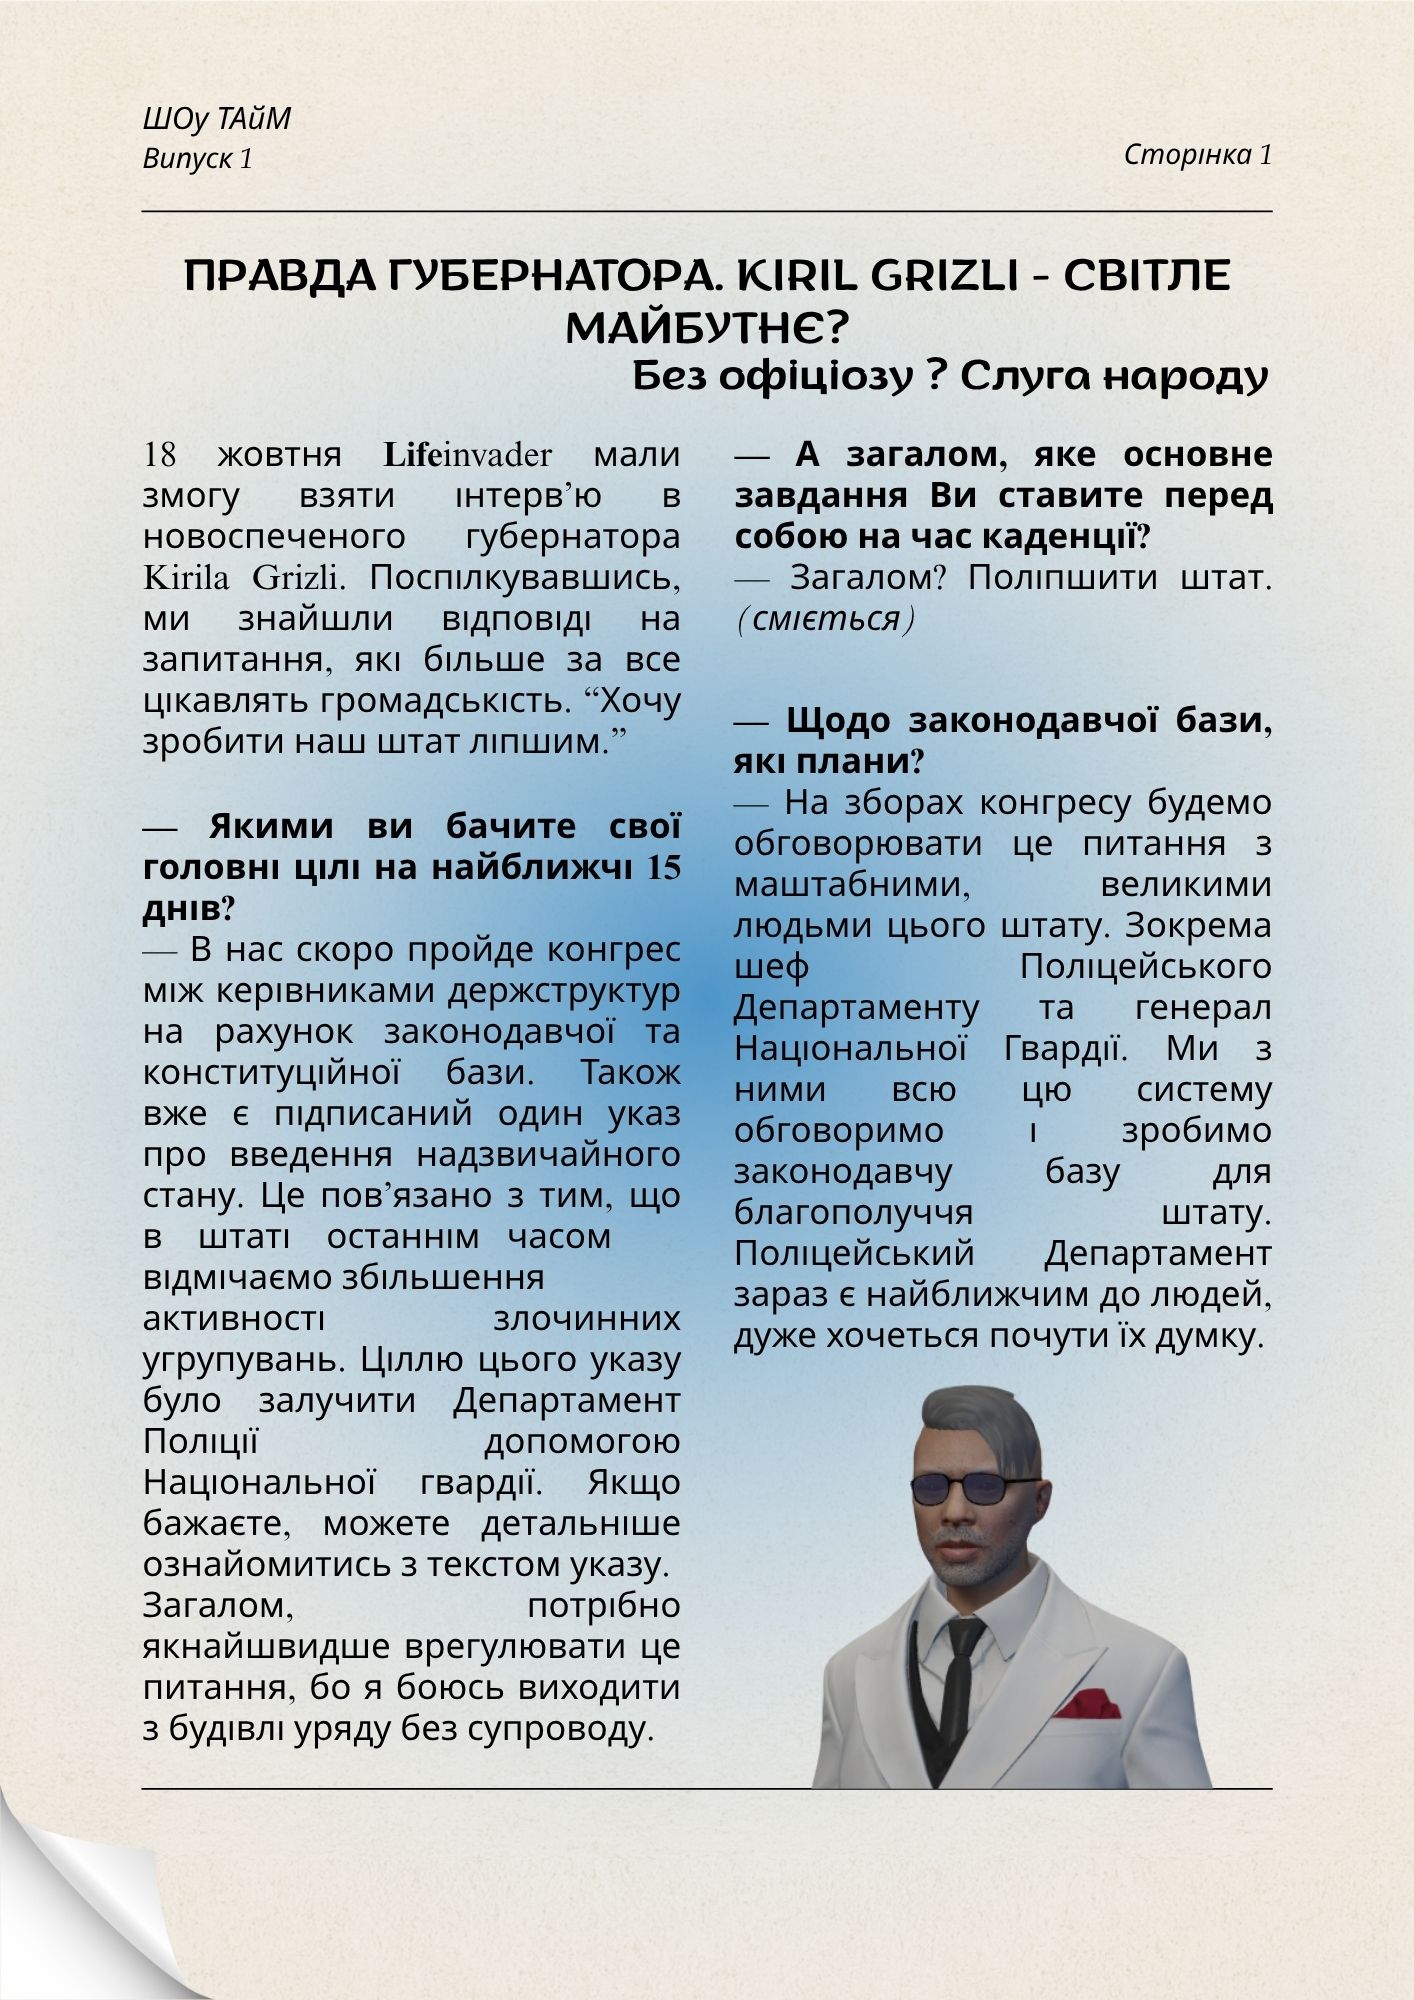 ШОу ТАйМ
Випуск 1
Сторінка 1
ПРАВДА ГУБЕРНАТОРА. KIRIL GRIZLI - СВІТЛЕ
МАЙБУТНЄ?
Без офіціозу ? Слуга народу
18 жовтня Lifeinvader мали
змогу взяти інтерв’ю в
новоспеченого губернатора
Kirila Grizli. Поспілкувавшись,
ми знайшли відповіді на
запитання, які більше за все
цікавлять громадськість. “Хочу
зробити наш штат ліпшим.”
— Якими ви бачите свої
головні цілі на найближчі 15
днів?
— В нас скоро пройде конгрес
між керівниками держструктур
на рахунок законодавчої та
конституційної бази. Також
вже є підписаний один указ
про введення надзвичайного
стану. Це пов’язано з тим, що
в штаті останнім часом
відмічаємо збільшення
активності злочинних
угрупувань. Ціллю цього указу
було залучити Департамент
Поліції допомогою
Національної гвардії. Якщо
бажаєте, можете детальніше
ознайомитись з текстом указу.
Загалом, потрібно
якнайшвидше врегулювати це
питання, бо я боюсь виходити
з будівлі уряду без супроводу.
— А загалом, яке основне
завдання Ви ставите перед
собою на час каденції?
— Загалом? Поліпшити штат.
(сміється)
— Щодо законодавчої бази,
які плани?
— На зборах конгресу будемо
обговорювати це питання з
маштабними, великими
людьми цього штату. Зокрема
шеф Поліцейського
Департаменту та генерал
Національної Гвардії. Ми з
ними всю цю систему
обговоримо і зробимо
законодавчу базу для
благополуччя штату.
Поліцейський Департамент
зараз є найближчим до людей,
дуже хочеться почути їх думку.